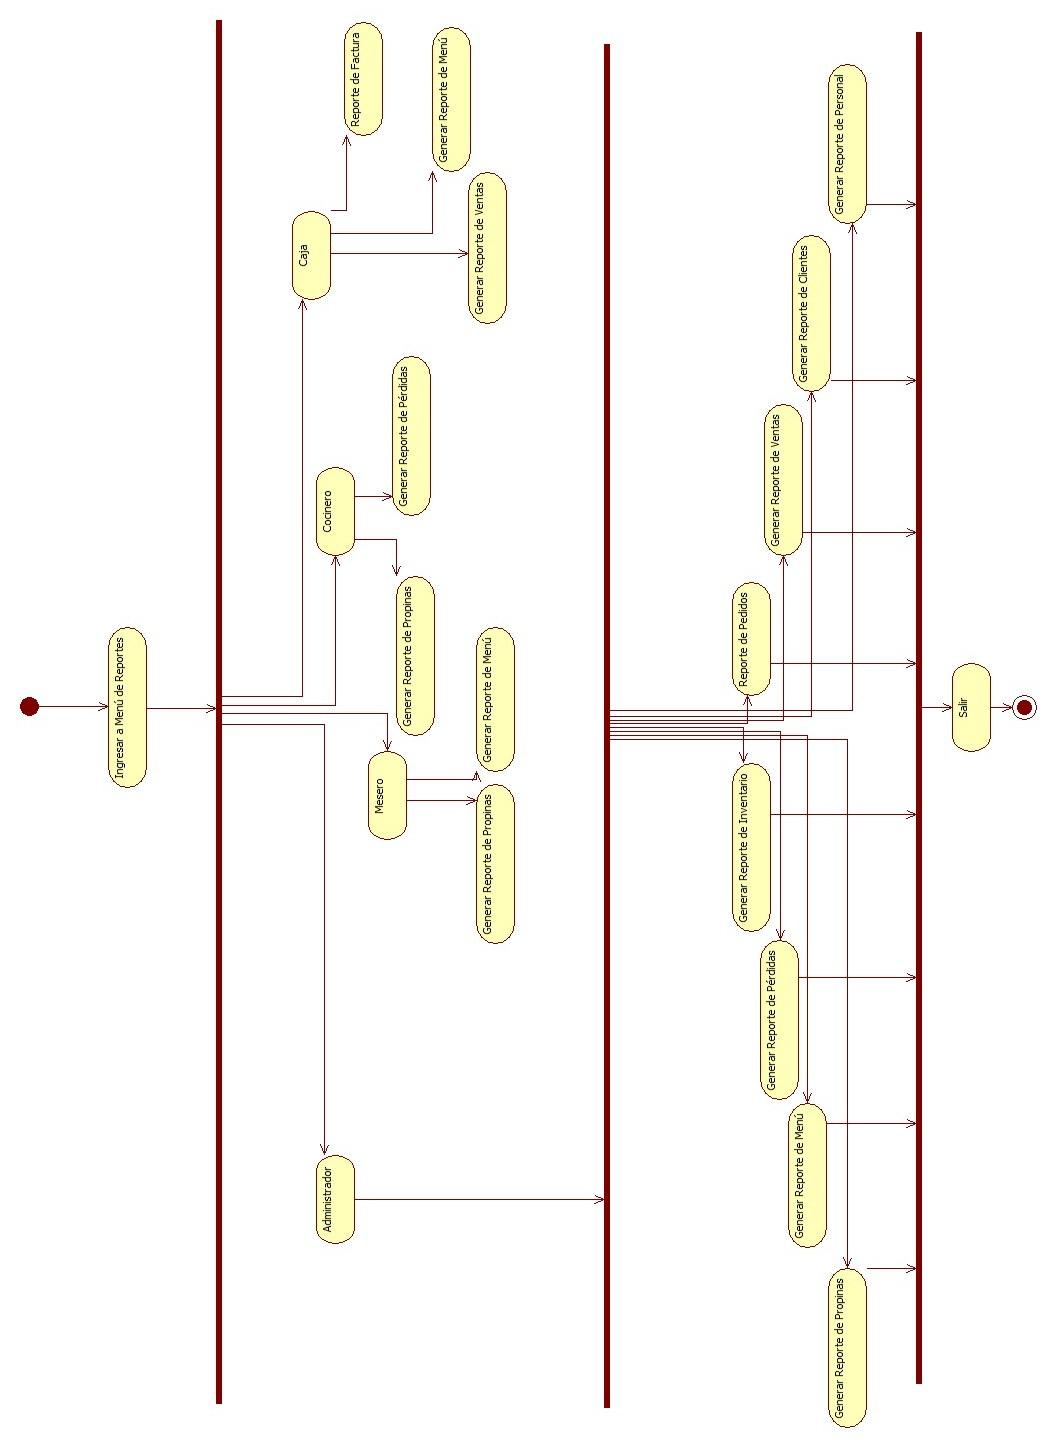 Ingresar a Menú de Reportes
Administrador
Mesero
Cocinero
Caja
Generar Reporte de Propinas
Generar Reporte de Menú
Generar Reporte de Propinas
Generar Reporte de Pérdidas
Generar Reporte de Ventas
Generar Reporte de Menú
Reporte de Factura
Generar Reporte de Propinas
Generar Reporte de Menú
Generar Reporte de Pérdidas
Generar Reporte de Inventario
Reporte de Pedidos
Generar Reporte de Ventas
Generar Reporte de Clientes
Generar Reporte de Personal
Salir